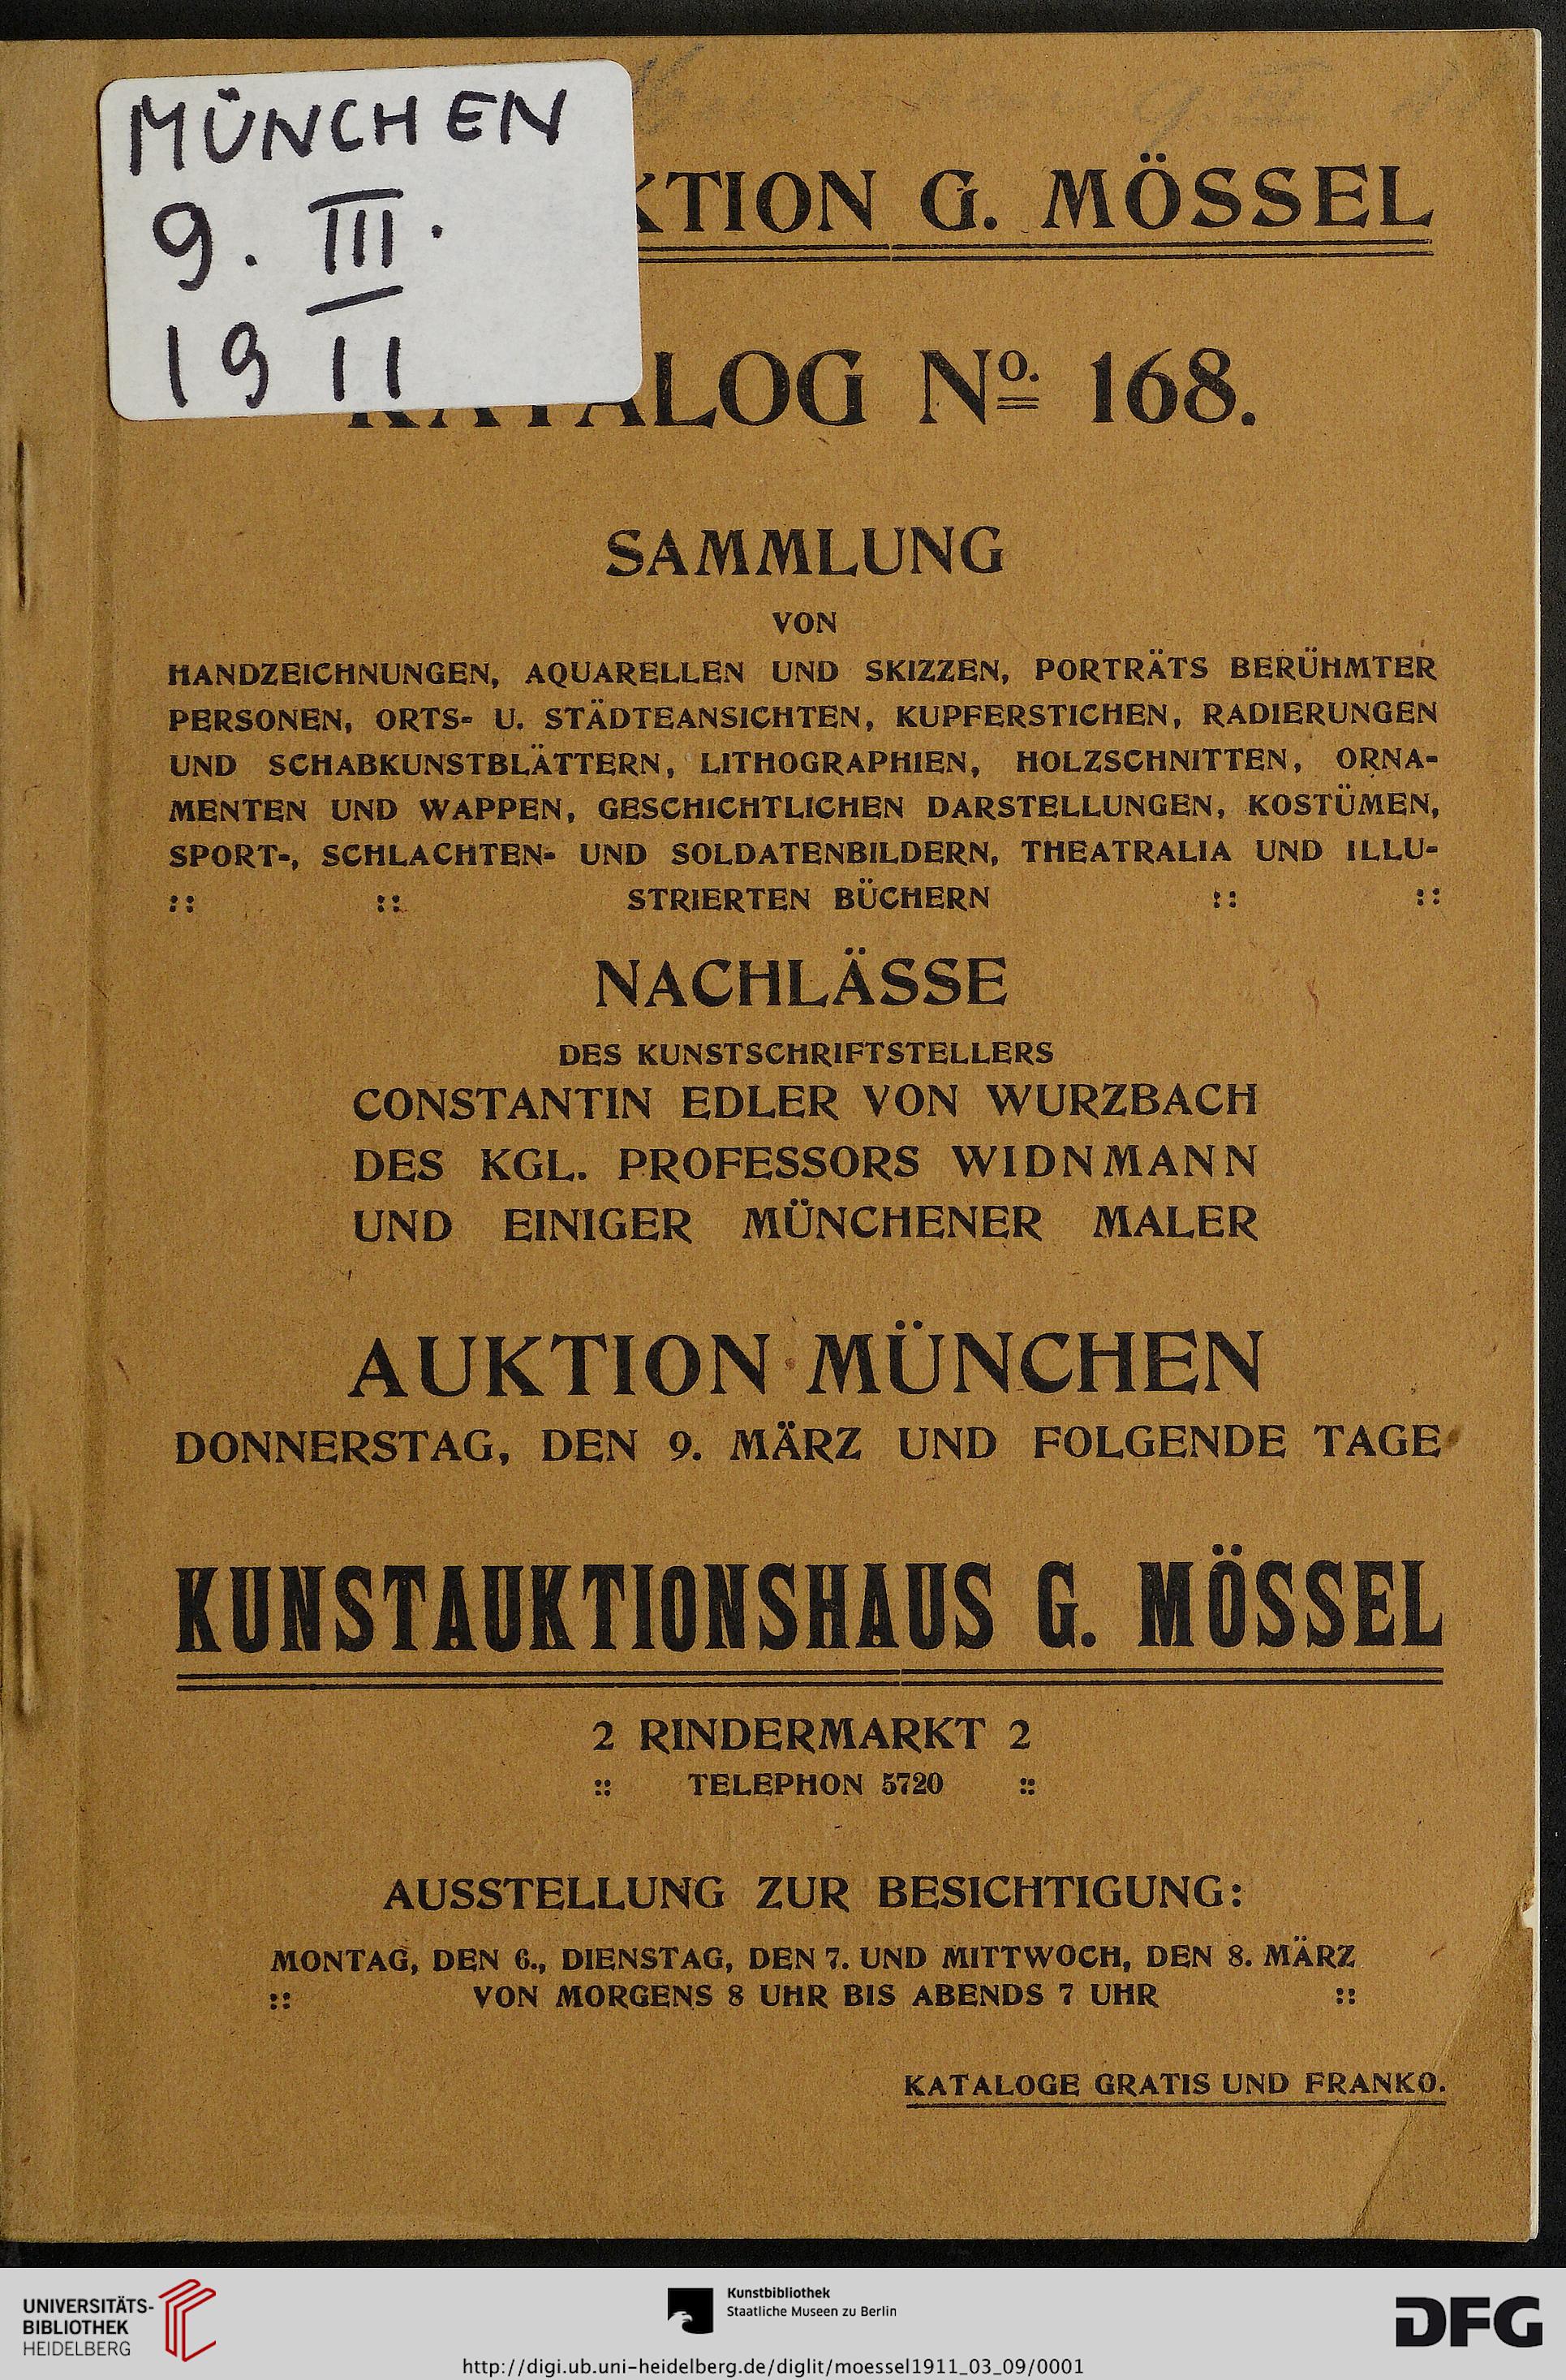 MÜNCHEN
9. III.
1911
KTION G. MÖSSEL
KATALOG No. 168.
SAMMLUNG
VON
HANDZEICHNUNGEN, AQUARELLEN UND SKIZZEN, PORTRÄTS BERÜHMTER
PERSONEN, ORTS- U. STÄDTEANSICHTEN, KUPFERSTICHEN, RADIERUNGEN
UND SCHABKUNSTBLÄTTERN, LITHOGRAPHIEN, HOLZSCHNITTEN, ORNA-
MENTEN UND WAPPEN, GESCHICHTLICHEN DARSTELLUNGEN, KOSTÜMEN,
SPORT-, SCHLACHTEN- UND SOLDATENBILDERN, THEATRALIA UND ILLU-
:: :: STRIERTEN BÜCHERN :: ::
NACHLÄSSE
DES KUNSTSCHRIFTSTELLERS
CONSTANTIN EDLER VON WURZBACH
DES KGL. PROFESSORS WIDNMANN
UND EINIGER MÜNCHENER MALER
AUKTION MÜNCHEN
DONNERSTAG, DEN 9. MÄRZ UND FOLGENDE TAGE
KUNSTAUKTIONSHAUS G. MÖSSEL
2 RINDERMARKT 2
:: TELEPHON 5720 ::
AUSSTELLUNG ZUR BESICHTIGUNG:
MONTAG, DEN 6., DIENSTAG, DEN 7. UND MITTWOCH, DEN 8. MÄRZ
:: VON MORGENS 8 UHR BIS ABENDS 7 UHR ::
KATALOGE GRATIS UND FRANKO.
UNIVERSITÄTS-
BIBLIOTHEK
HEIDELBERG
Kunstbibliothek
Staatliche Museen zu Berlin
DFG
http://digi.ub.uni-heidelberg.de/diglit/moessel1911_03_09/0001